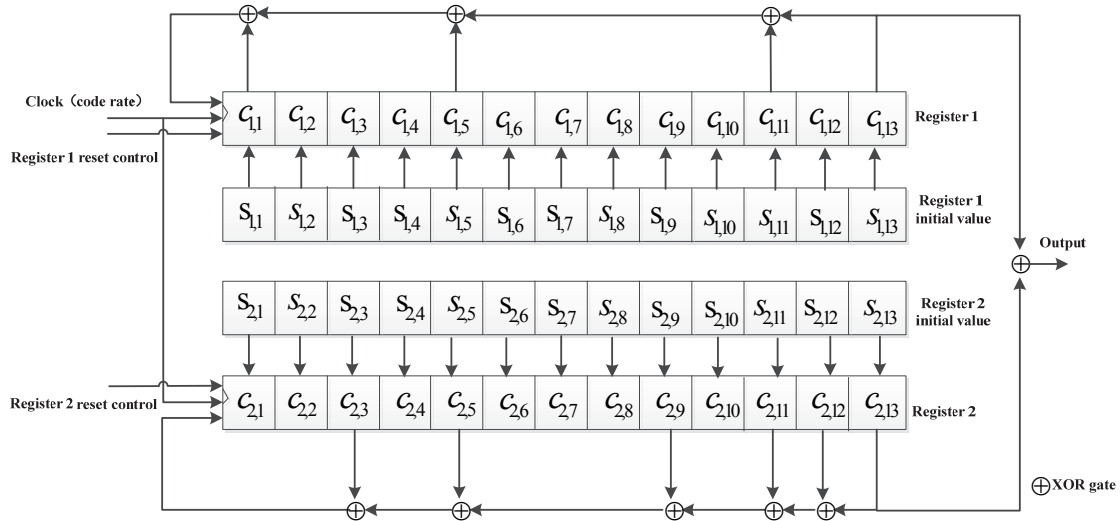 Clock（code rate）
C1,1 C1,2 C1,3 C1,4 C1,5 C1,6 C1,7 C1,8 C1,9 C1,10 C1,11 C1,12 C1,13
Register 1
Register 1 reset control
S1,1 S1,2 S1,3 S1,4 S1,5 S1,6 S1,7 S1,8 S1,9 S1,10 S1,11 S1,12 S1,13
Register 1
initial value
Output
S2,1 S2,2 S2,3 S2,4 S2,5 S2,6 S2,7 S2,8 S2,9 S2,10 S2,11 S2,12 S2,13
Register 2
initial value
Register 2 reset control
C2,1 C2,2 C2,3 C2,4 C2,5 C2,6 C2,7 C2,8 C2,9 C2,10 C2,11 C2,12 C2,13
Register 2
XOR gate